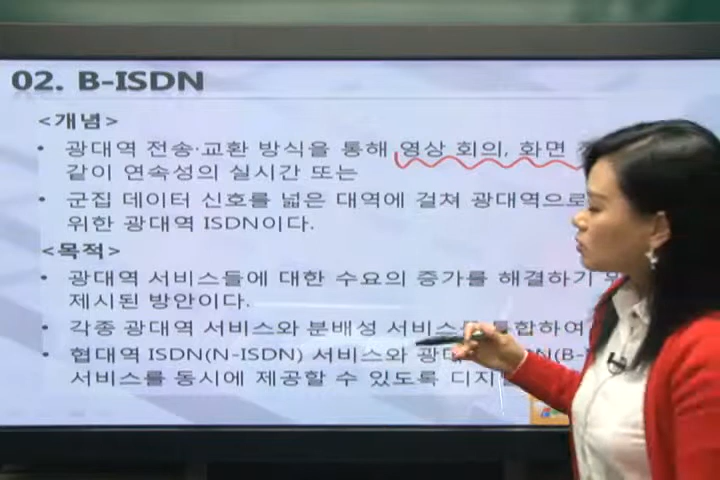 02. B-ISDN
<개념>
• 광대역 전송·교환 방식을 통해 영상 회의, 화면
같이 연속성의 실시간 또는
• 군집 데이터 신호를 넓은 대역에 걸쳐 광대역으로
위한 광대역 ISDN이다.
<목적>
• 광대역 서비스들에 대한 수요의 증가를 해결하기
제시된 방안이다.
• 각종 광대역 서비스와 분배성 서비스를 통합하여
• 협대역 ISDN(N-ISDN) 서비스와
서비스를 동시에 제공할 수 있도록